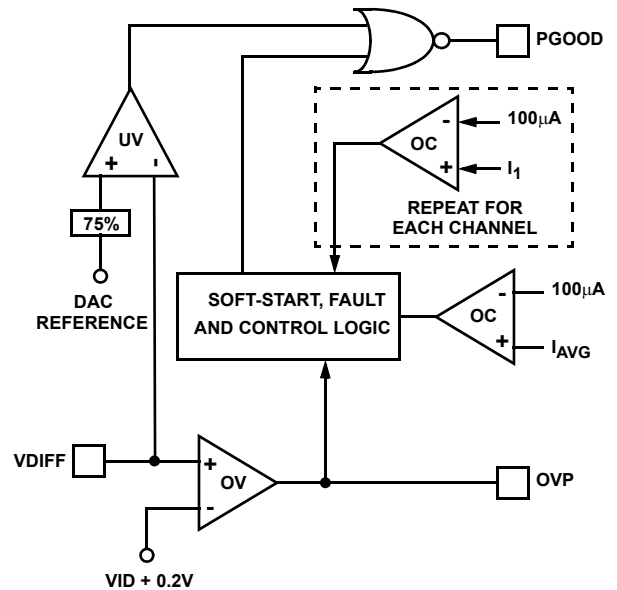 PGOOD
UV
+ -
75%
DAC
REFERENCE
- 100μA
OC
+ I1
REPEAT FOR
EACH CHANNEL
SOFT-START, FAULT
AND CONTROL LOGIC
- 100μA
OC
+ IAVG
VDIFF
+
OV
-
OVP
VID + 0.2V